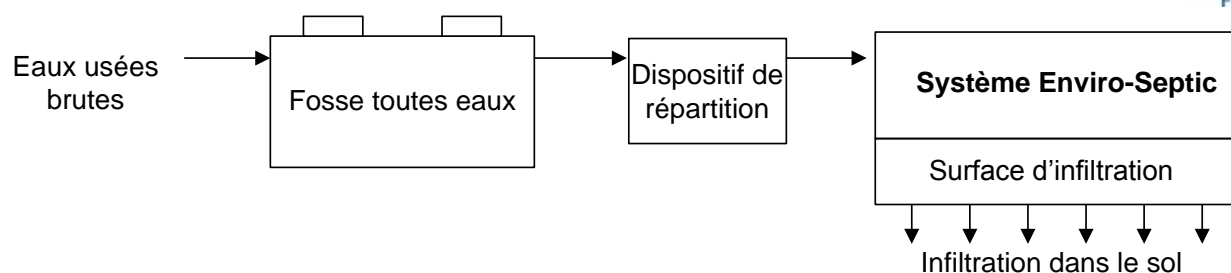 Eaux usées
brutes
Fosse toutes eaux
Dispositif de
répartition
Système Enviro-Septic
Surface d’infiltration
Infiltration dans le sol